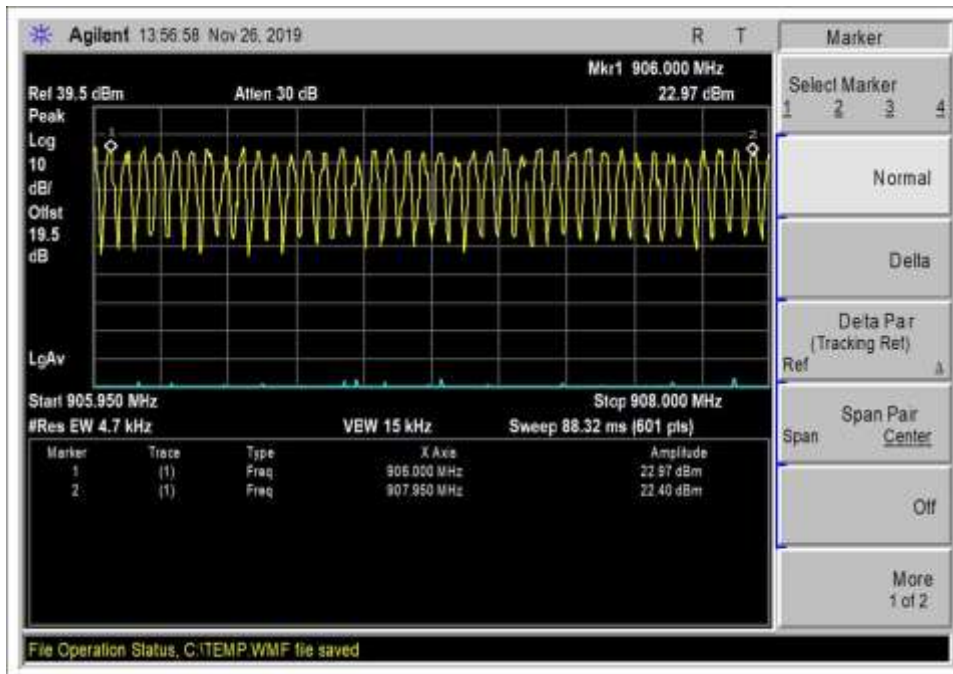 Agilent 13:56:58 Nov 26, 2019 R T
Mkr1 906.000 MHz
Ref 39.5 dBm Atten 30 dB 22.97 dBm
Peak
Log
10
dB/
Offst
19.5
dB
LgAv
1
2
Start 905.950 MHz Stop 908.000 MHz
#Res BW 4.7 kHz VBW 15 kHz Sweep 88.32 ms (601 pts)
Marker Trace Type X Axis Amplitude
1 (1) Freq 906.000 MHz 22.97 dBm
2 (1) Freq 907.950 MHz 22.40 dBm
File Operation Status, C:\TEMP.WMF file saved
Marker
Select Marker
1 2 3 4
Normal
Delta
Delta Pair
(Tracking Ref)
Ref Δ
Span Pair
Span Center
Off
More
1 of 2